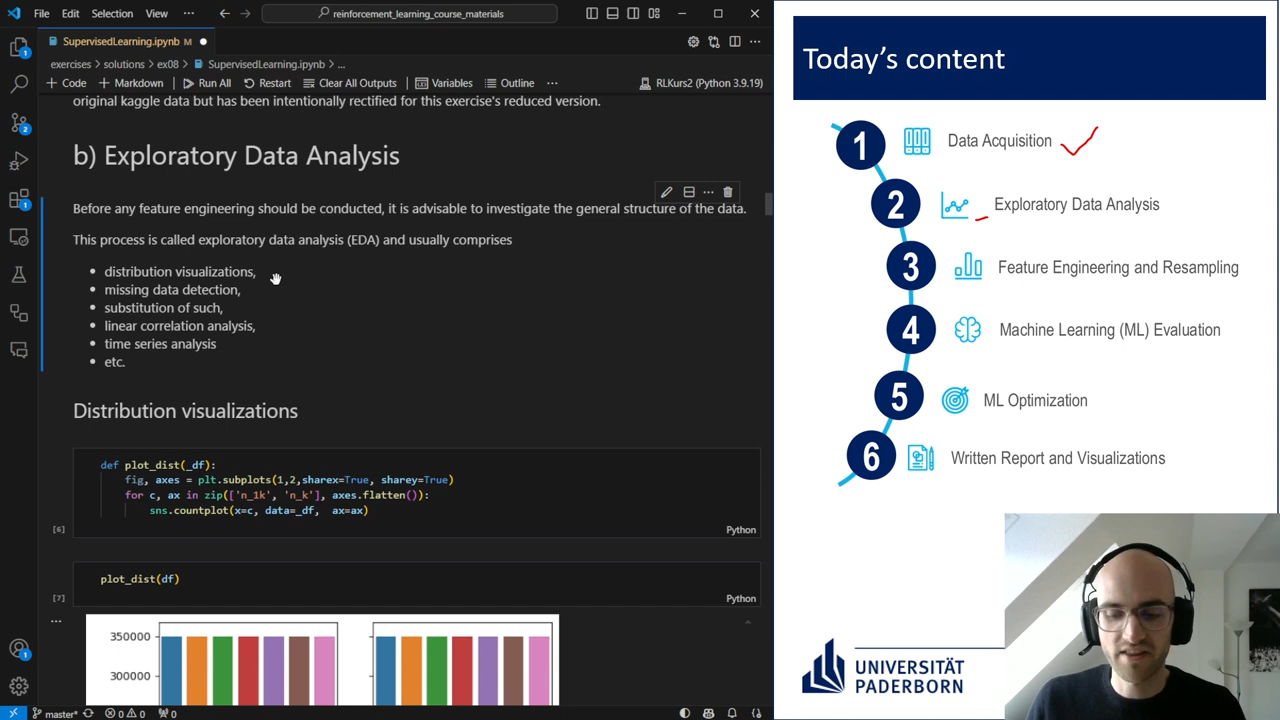 File Edit Selection View ···
reinforcement_learning_course_materials
SupervisedLearning.ipynb M
exercises > solutions > ex08 > SupervisedLearning.ipynb > ...
+ Code + Markdown Run All Restart Clear All Outputs Variables Outline ··· RLKurs2 (Python 3.9.19)
original kaggle data but has been intentionally rectified for this exercise's reduced version.
b) Exploratory Data Analysis
Before any feature engineering should be conducted, it is advisable to investigate the general structure of the data.
This process is called exploratory data analysis (EDA) and usually comprises
• distribution visualizations,
• missing data detection,
• substitution of such,
• linear correlation analysis,
• time series analysis
• etc.
Distribution visualizations
def plot_dist(_df):
fig, axes = plt.subplots(1,2,sharex=True, sharey=True)
for c, ax in zip(['n_1k', 'n_k'], axes.flatten()):
sns.countplot(x=c, data=_df, ax=ax)
[6]
Python
plot_dist(df)
[7]
Python
350000
300000
master* 0 0 0
Today's content
1 Data Acquisition
2 Exploratory Data Analysis
3 Feature Engineering and Resampling
4 Machine Learning (ML) Evaluation
5 ML Optimization
6 Written Report and Visualizations
UNIVERSITÄT
PADERBORN